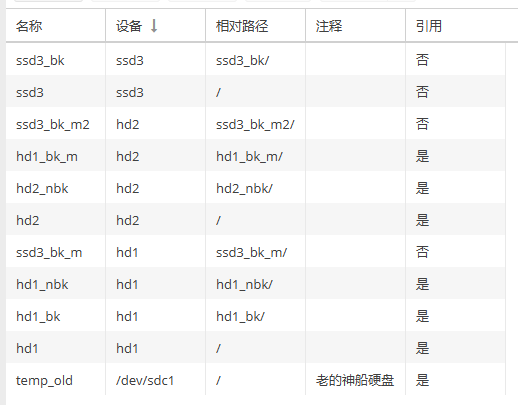 名称 设备 ↓ 相对路径 注释 引用
ssd3_bk ssd3 ssd3_bk/ 否
ssd3 ssd3 / 否
ssd3_bk_m2 hd2 ssd3_bk_m2/ 否
hd1_bk_m hd2 hd1_bk_m/ 是
hd2_nbk hd2 hd2_nbk/ 是
hd2 hd2 / 是
ssd3_bk_m hd1 ssd3_bk_m/ 否
hd1_nbk hd1 hd1_nbk/ 是
hd1_bk hd1 hd1_bk/ 是
hd1 hd1 / 是
temp_old /dev/sdc1 / 老的神船硬盘 是